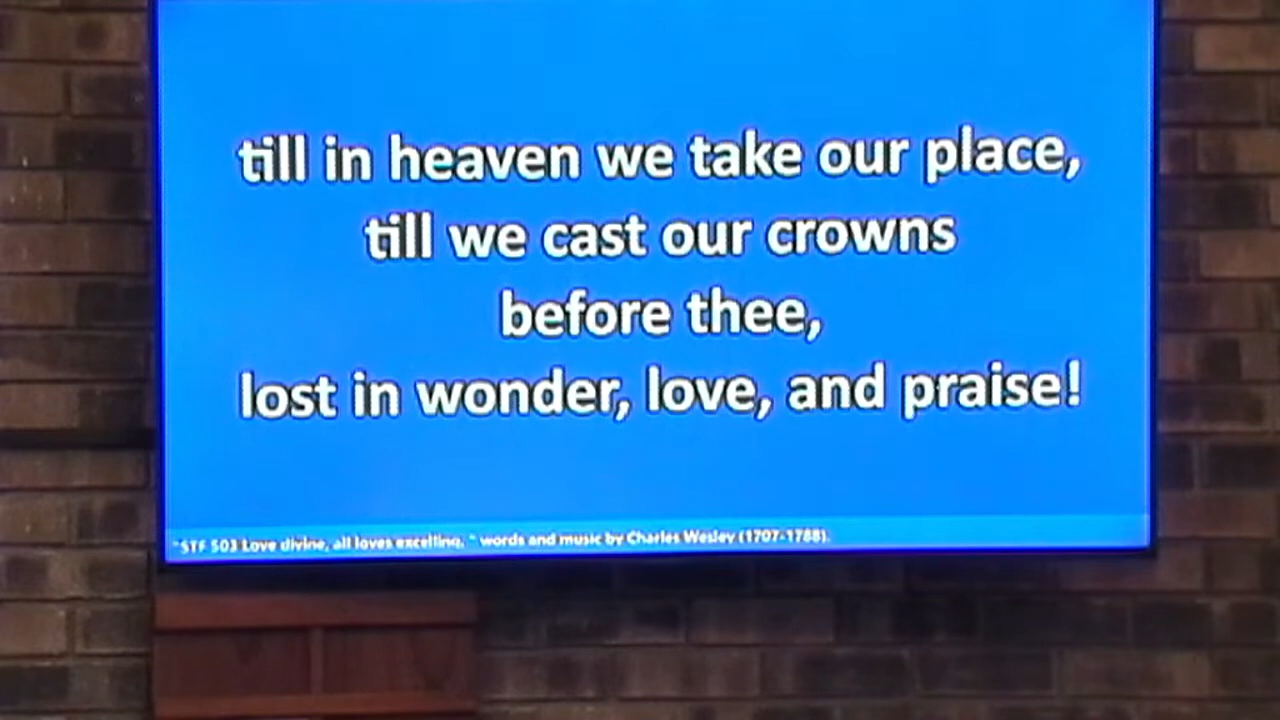 till in heaven we take our place,
till we cast our crowns
before thee,
lost in wonder, love, and praise!
"STF 503 Love divine, all loves excelling, " words and music by Charles Wesley (1707-1788).